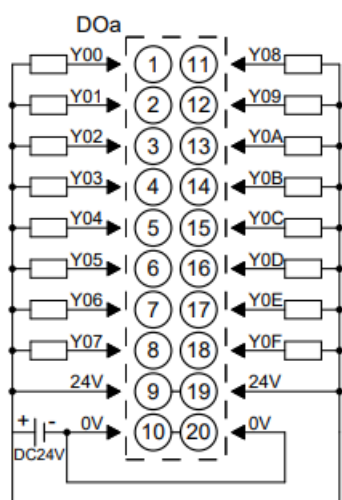 DOa
Y00 1 11 Y08
Y01 2 12 Y09
Y02 3 13 Y0A
Y03 4 14 Y0B
Y04 5 15 Y0C
Y05 6 16 Y0D
Y06 7 17 Y0E
Y07 8 18 Y0F
24V 9 19 24V
+ - 0V 10 20 0V
DC24V